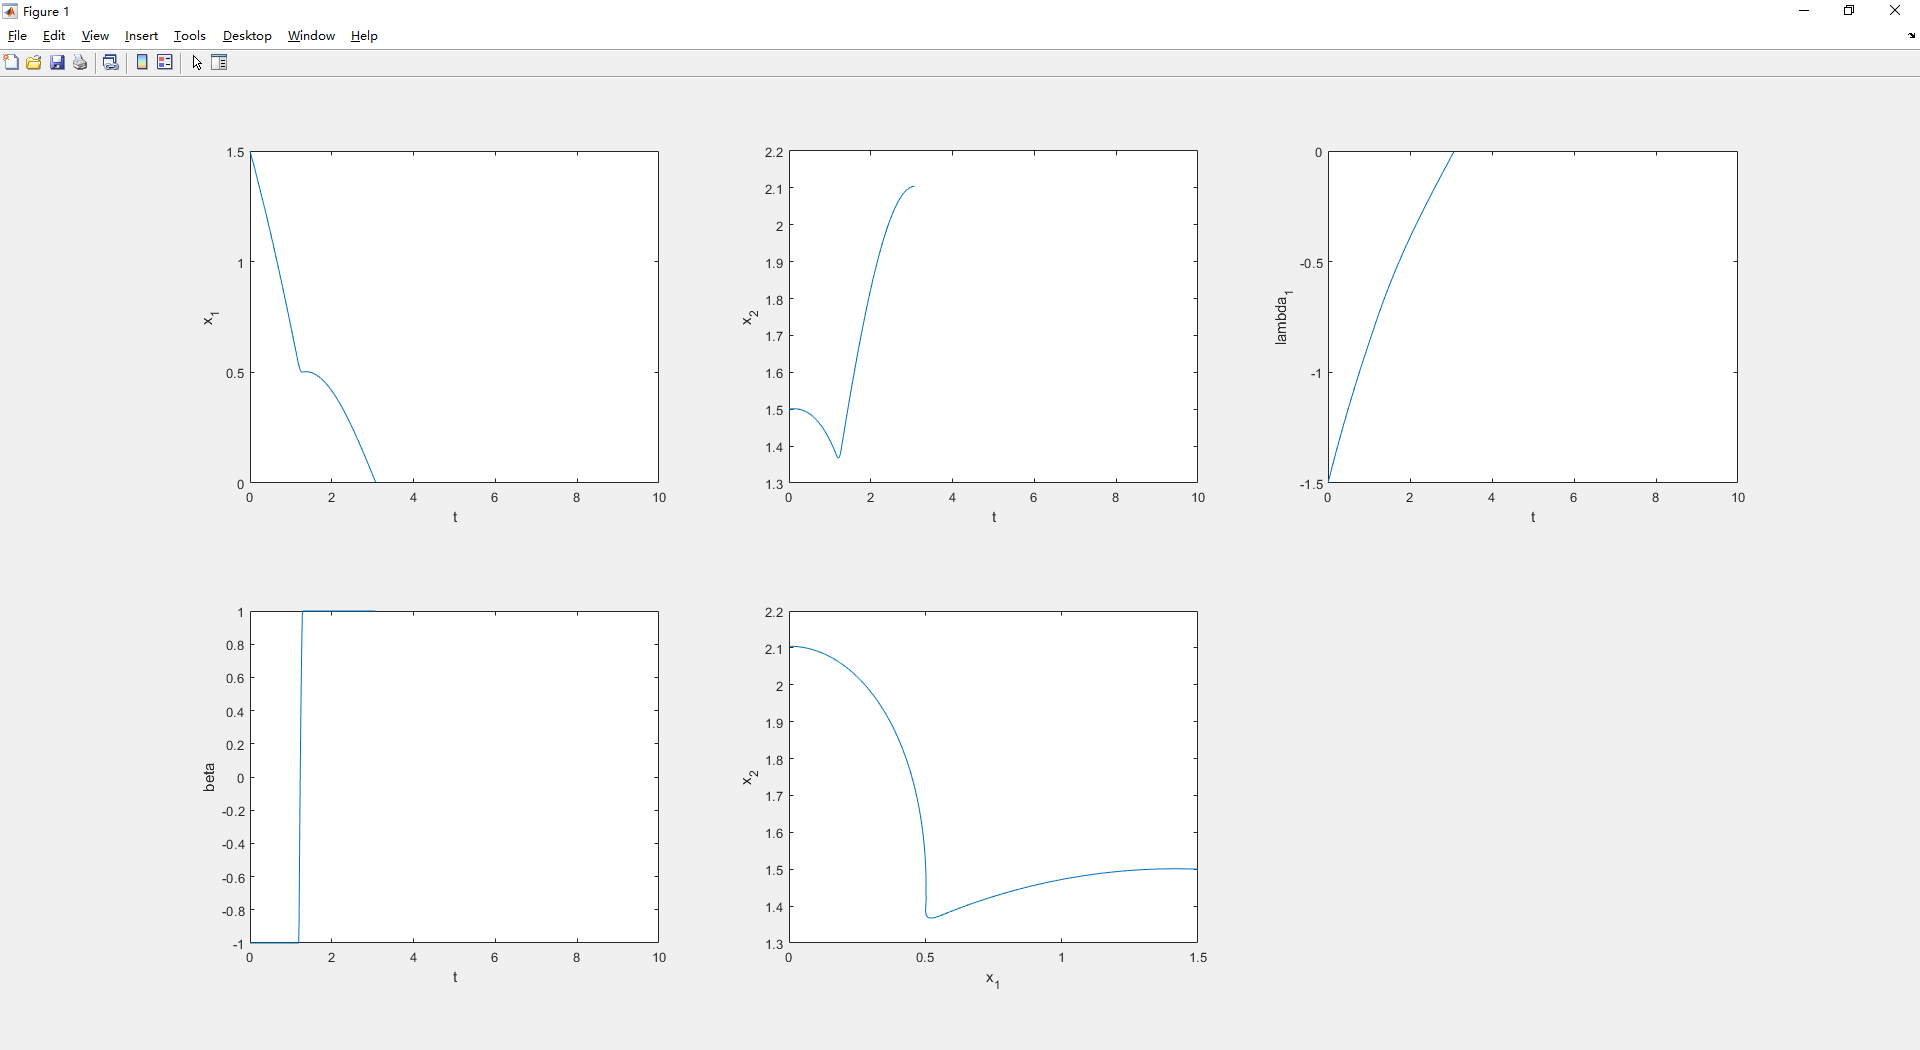 Figure 1
File Edit View Insert Tools Desktop Window Help
1.5
1
0.5
0
x_1
0 2 4 6 8 10
t
2.2
2.1
2
1.9
1.8
1.7
1.6
1.5
1.4
1.3
x_2
0 2 4 6 8 10
t
0
-0.5
-1
-1.5
lambda_1
0 2 4 6 8 10
t
1
0.8
0.6
0.4
0.2
0
-0.2
-0.4
-0.6
-0.8
-1
beta
0 2 4 6 8 10
t
2.2
2.1
2
1.9
1.8
1.7
1.6
1.5
1.4
1.3
x_2
0 0.5 1 1.5
x_1